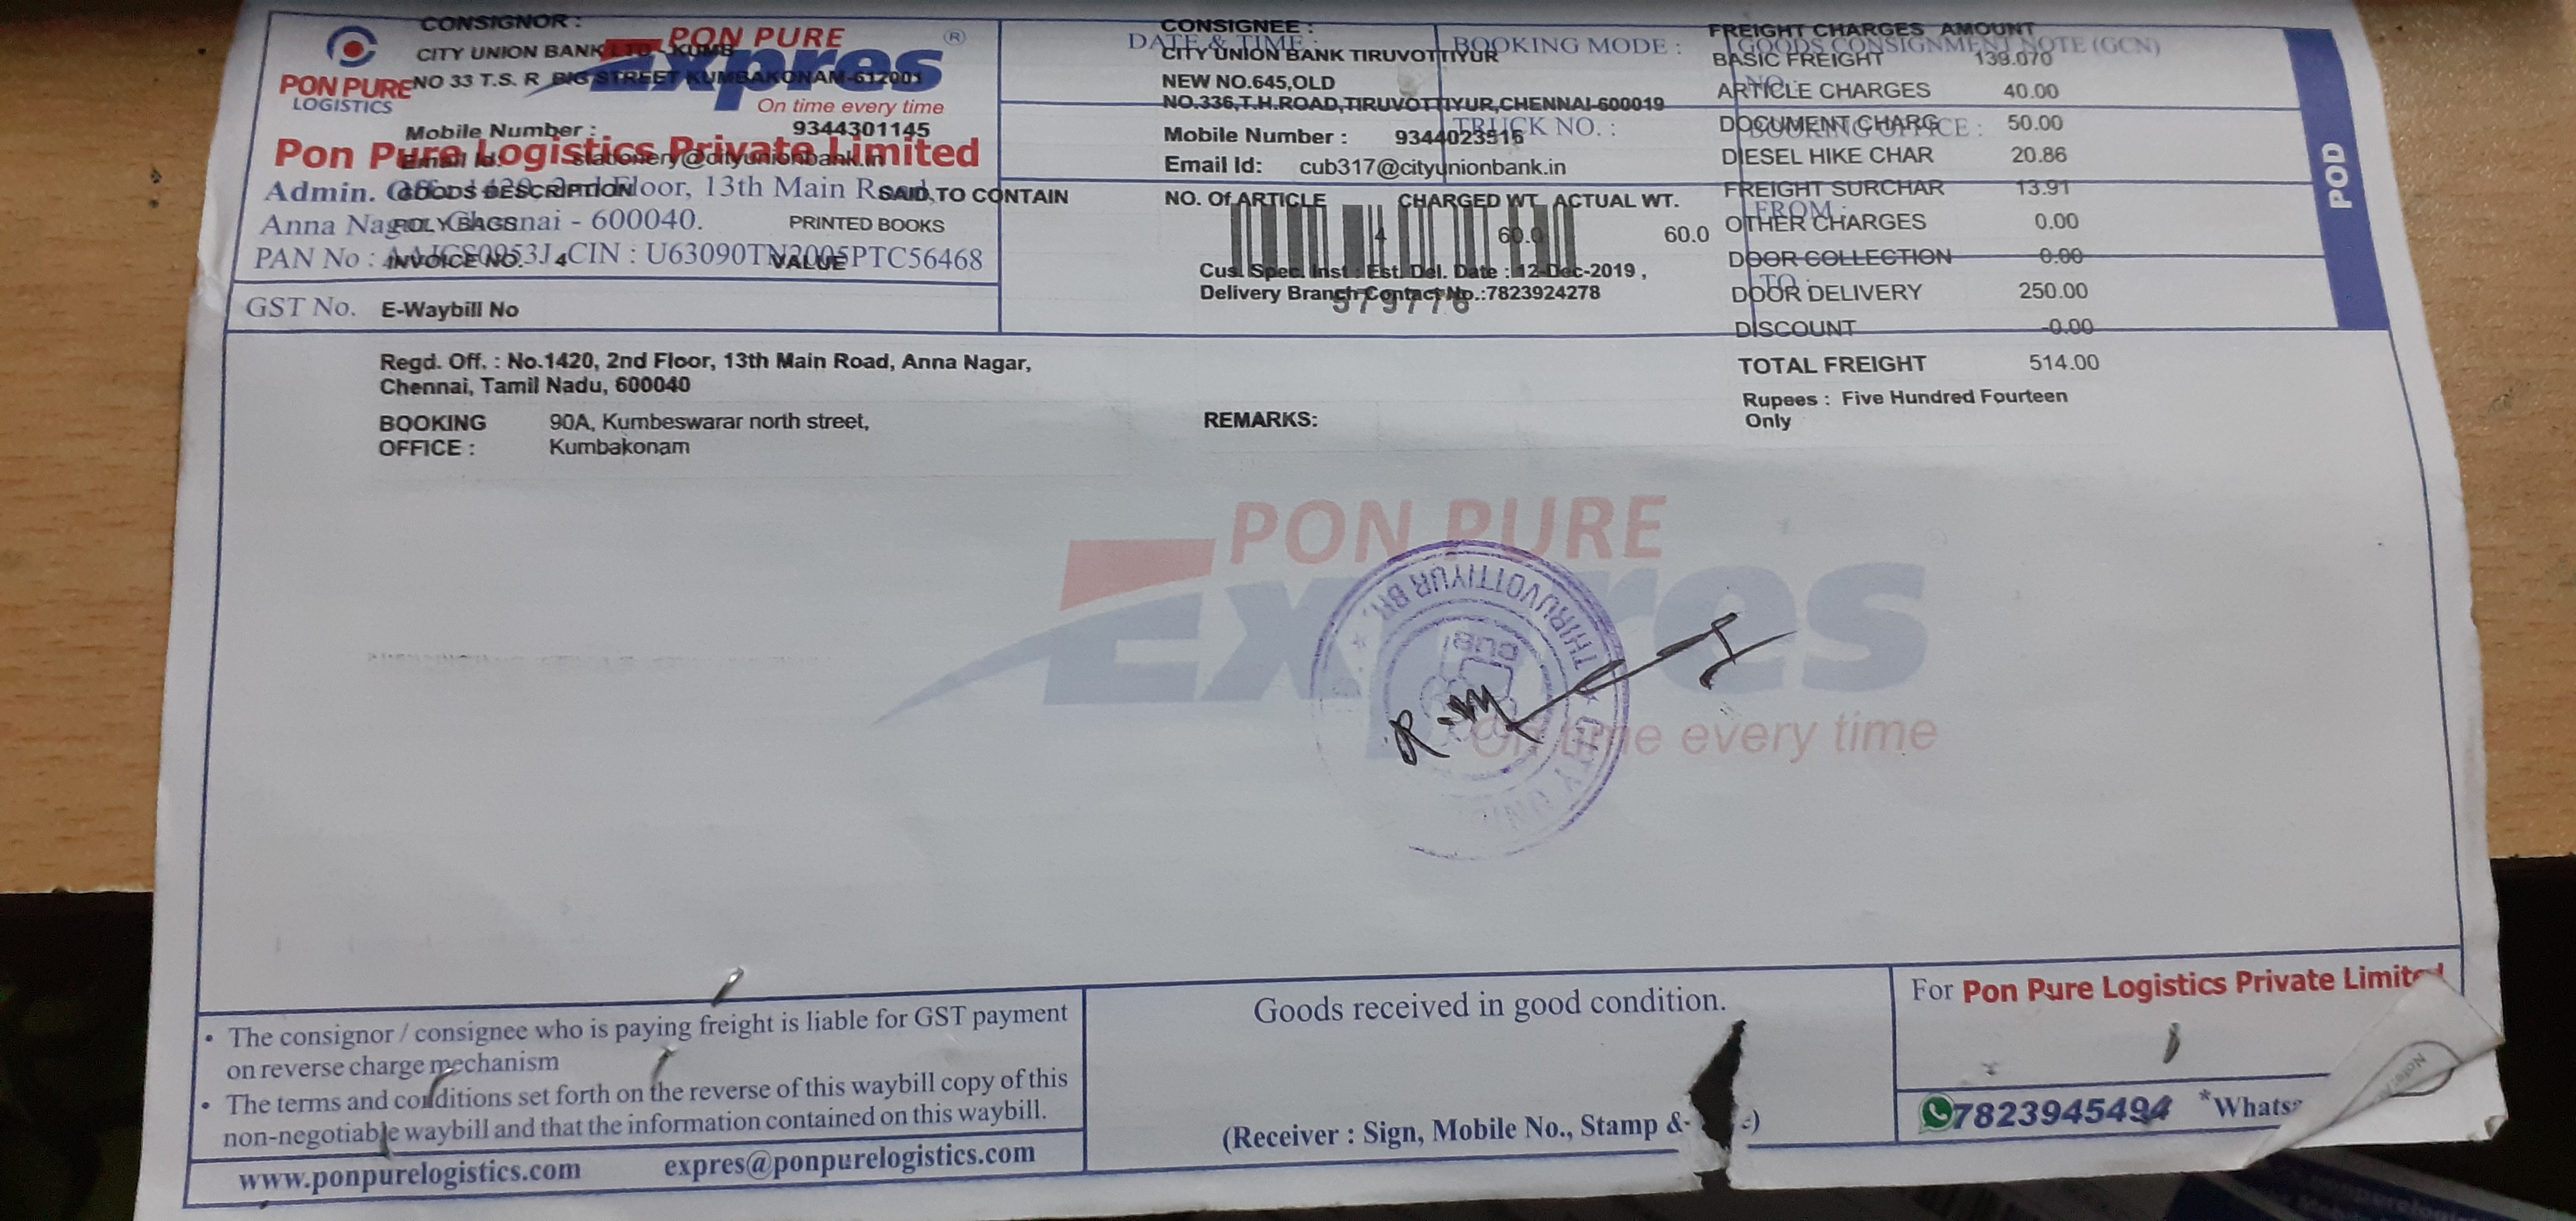 CONSIGNOR :
CITY UNION BANK LTD - KUMB
NO 33 T.S. R BIG STREET KUMBAKONAM-612001
Mobile Number : 9344301145
Email Id: stationery@cityunionbank.in
GOODS DESCRIPTION SAID TO CONTAIN
POLY BAGS PRINTED BOOKS
INVOICE NO. 4 VALUE
E-Waybill No
PON PURE
LOGISTICS
PON PURE
Expres ®
On time every time
Pon Pure Logistics Private Limited
Admin. Off. : 1420, 2nd Floor, 13th Main Road,
Anna Nagar, Chennai - 600040.
PAN No : CIN : U63090TN2005PTC56468
GST No.
CONSIGNEE :
CITY UNION BANK TIRUVOTTIYUR
NEW NO.645,OLD
NO.336,T.H.ROAD,TIRUVOTTIYUR,CHENNAI-600019
Mobile Number : 9344023516
Email Id: cub317@cityunionbank.in
NO. Of ARTICLE CHARGED WT. ACTUAL WT.
4 60.0 60.0
Cus. Spec. Inst : Est. Del. Date : 12-Dec-2019 ,
Delivery Branch Contact No.:7823924278
579776
DATE & TIME :
BOOKING MODE :
TRUCK NO. :
GOODS CONSIGNMENT NOTE (GCN)
NO. :
BOOKING OFFICE :
FROM :
TO :
FREIGHT CHARGES AMOUNT
BASIC FREIGHT 139.070
ARTICLE CHARGES 40.00
DOCUMENT CHARG 50.00
DIESEL HIKE CHAR 20.86
FREIGHT SURCHAR 13.91
OTHER CHARGES 0.00
DOOR COLLECTION 0.00
DOOR DELIVERY 250.00
DISCOUNT -0.00
TOTAL FREIGHT 514.00
Rupees : Five Hundred Fourteen
Only
POD
Regd. Off. : No.1420, 2nd Floor, 13th Main Road, Anna Nagar,
Chennai, Tamil Nadu, 600040
BOOKING OFFICE : 90A, Kumbeswarar north street,
Kumbakonam
REMARKS:
PON PURE
Expres
On time every time
THIRUVOTTIYUR BR.
CITY UNION
CUB
• The consignor / consignee who is paying freight is liable for GST payment
on reverse charge mechanism
• The terms and conditions set forth on the reverse of this waybill copy of this
non-negotiable waybill and that the information contained on this waybill.
www.ponpurelogistics.com expres@ponpurelogistics.com
Goods received in good condition.
(Receiver : Sign, Mobile No., Stamp &
For Pon Pure Logistics Private Limited
7823945494 *Whats